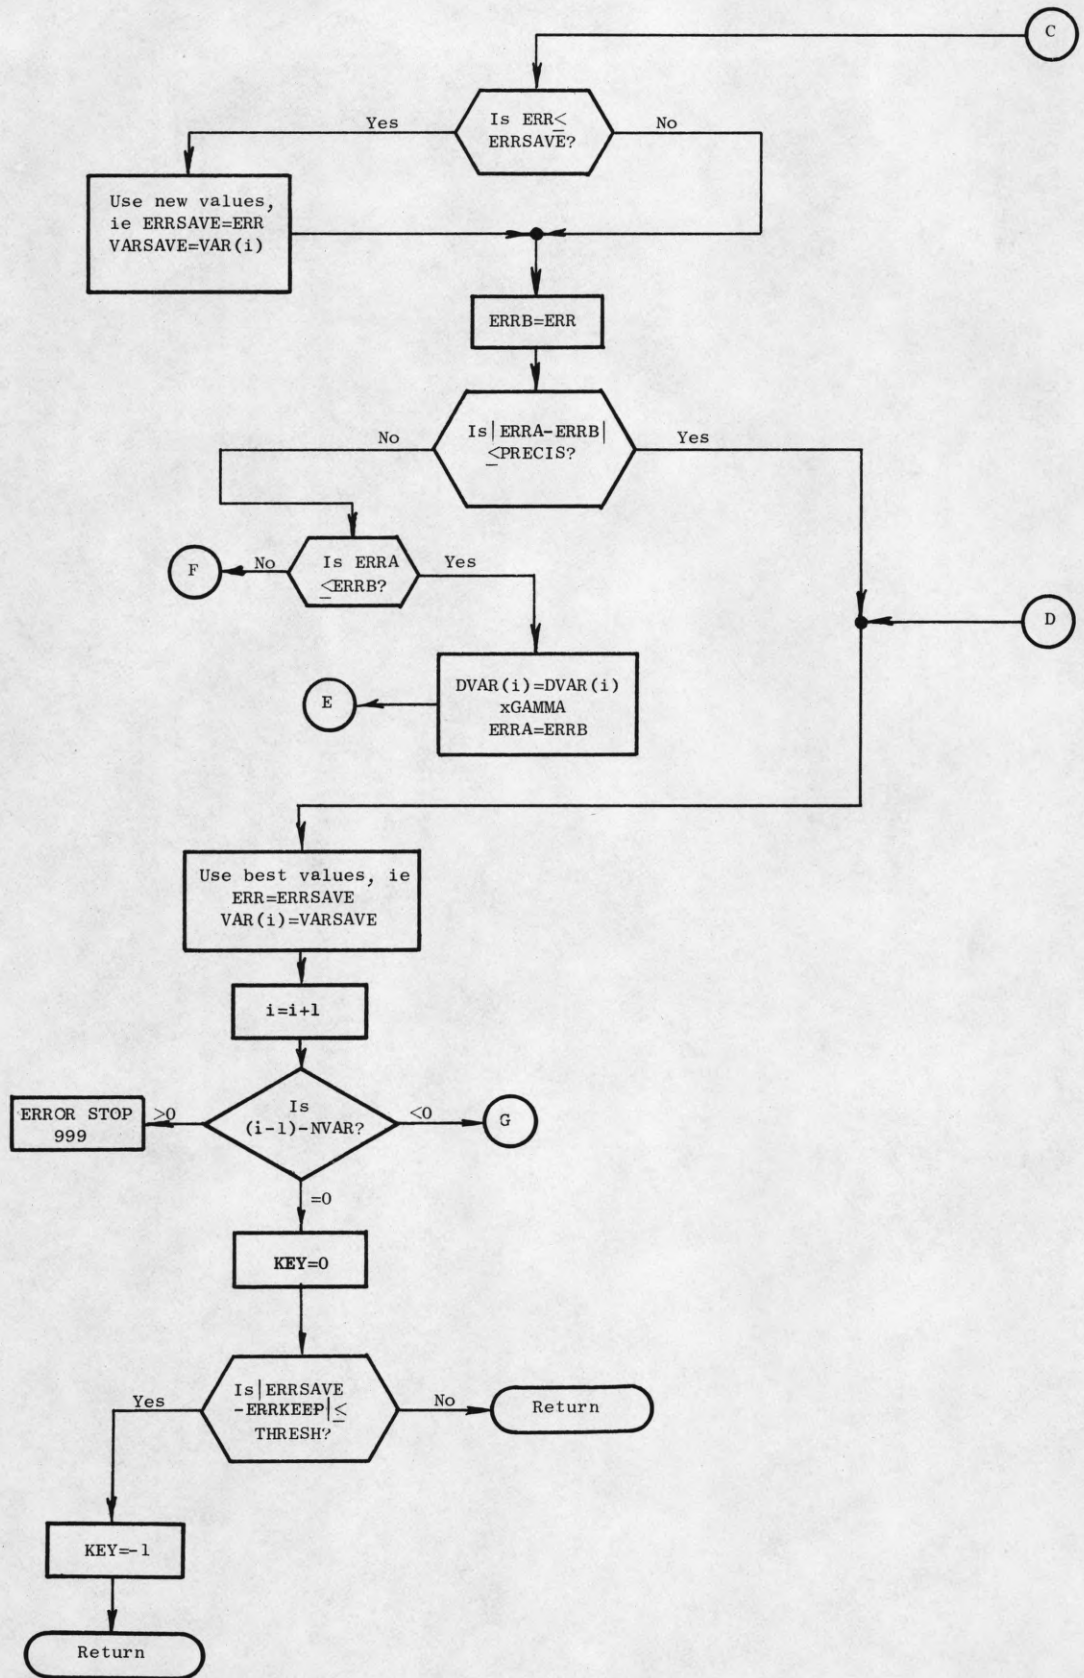 C
Is ERR≤
ERRSAVE?
Yes
No
Use new values,
ie ERRSAVE=ERR
VARSAVE=VAR(i)
ERRB=ERR
Is|ERRA-ERRB|
≤PRECIS?
No
Yes
Is ERRA
≤ERRB?
No
Yes
F
D
DVAR(i)=DVAR(i)
xGAMMA
ERRA=ERRB
E
Use best values, ie
ERR=ERRSAVE
VAR(i)=VARSAVE
i=i+1
Is
(i-1)-NVAR?
>0
<0
ERROR STOP
999
G
=0
KEY=0
Is|ERRSAVE
-ERRKEEP|≤
THRESH?
Yes
No
Return
KEY=-1
Return